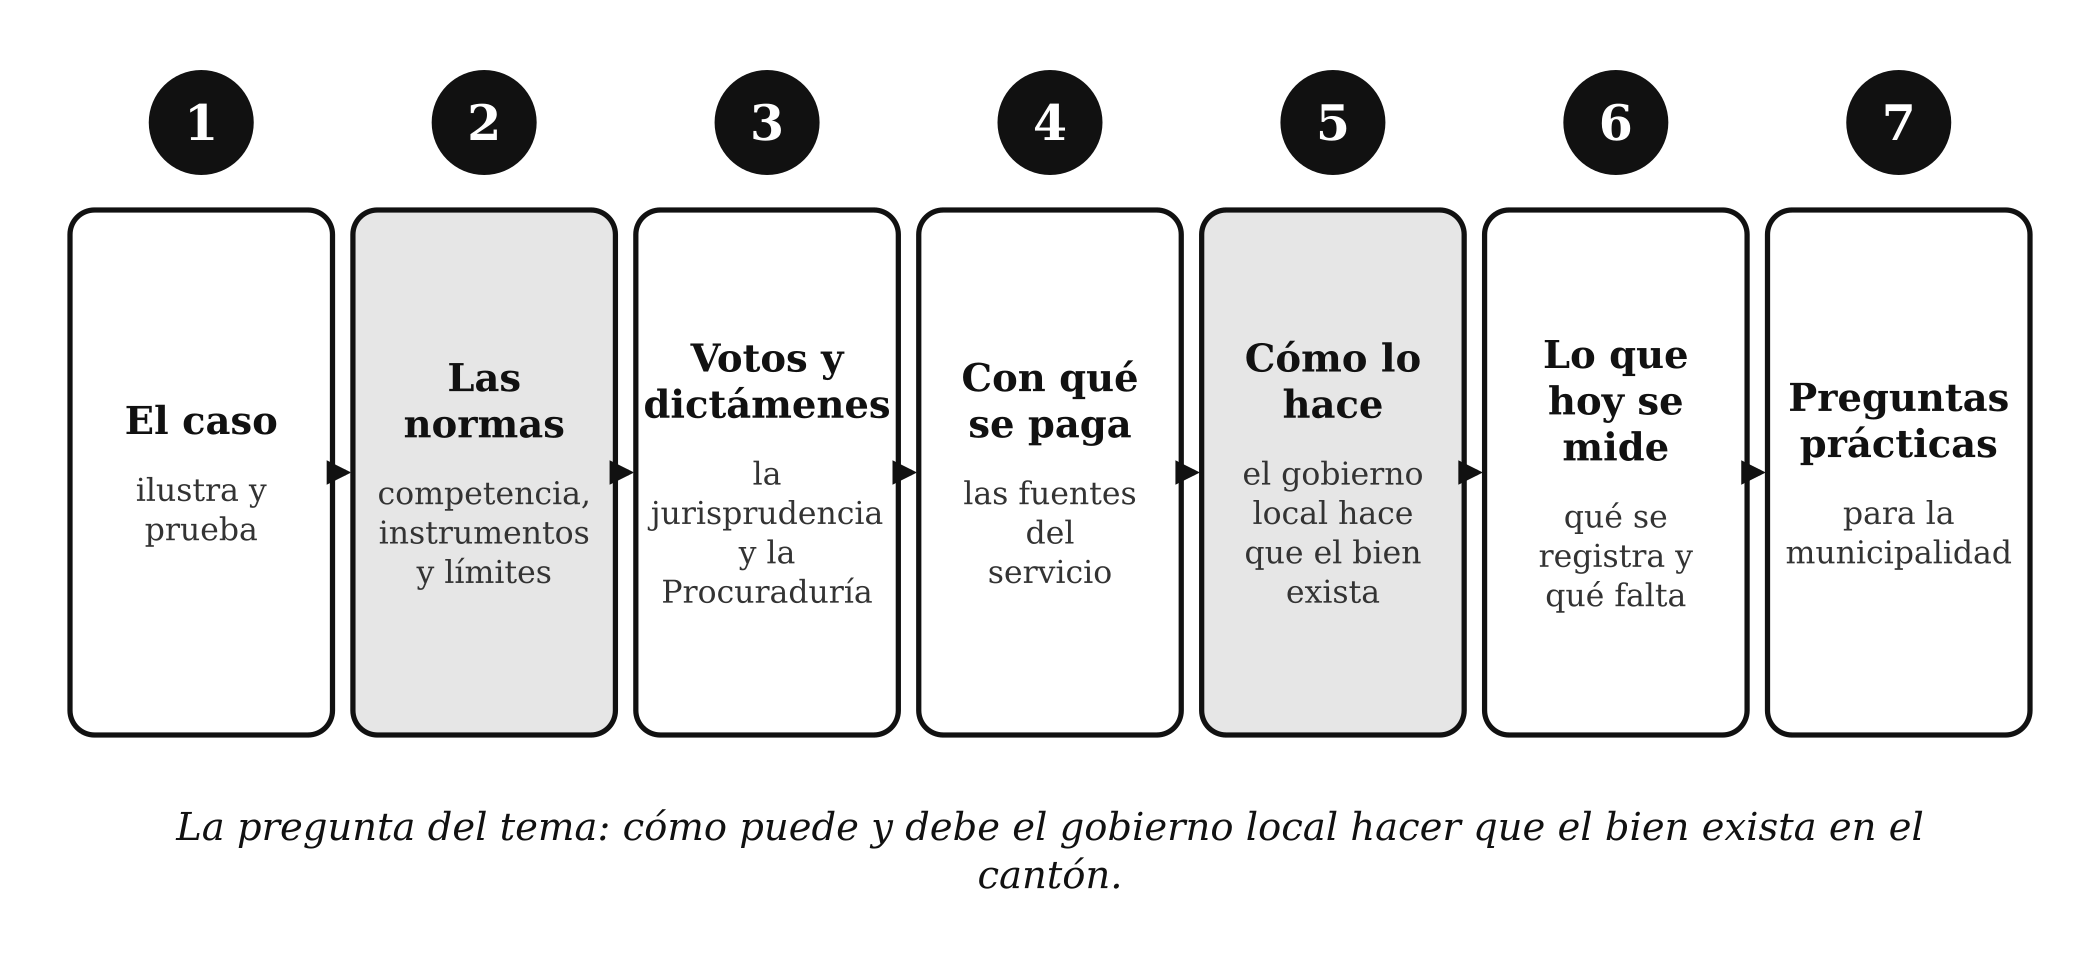 1
El caso
ilustra y
prueba
2
Las
normas
competencia,
instrumentos
y límites
3
Votos y
dictámenes
la
jurisprudencia
y la
Procuraduría
4
Con qué
se paga
las fuentes
del
servicio
5
Cómo lo
hace
el gobierno
local hace
que el bien
exista
6
Lo que
hoy se
mide
qué se
registra y
qué falta
7
Preguntas
prácticas
para la
municipalidad
La pregunta del tema: cómo puede y debe el gobierno local hacer que el bien exista en el
cantón.